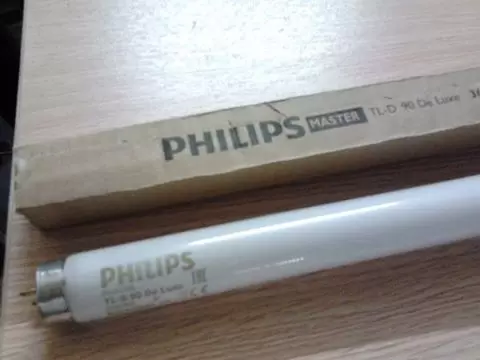 PHILIPS MASTER TL-D 90 De Luxe
PHILIPS
TL-D 90 De Luxe